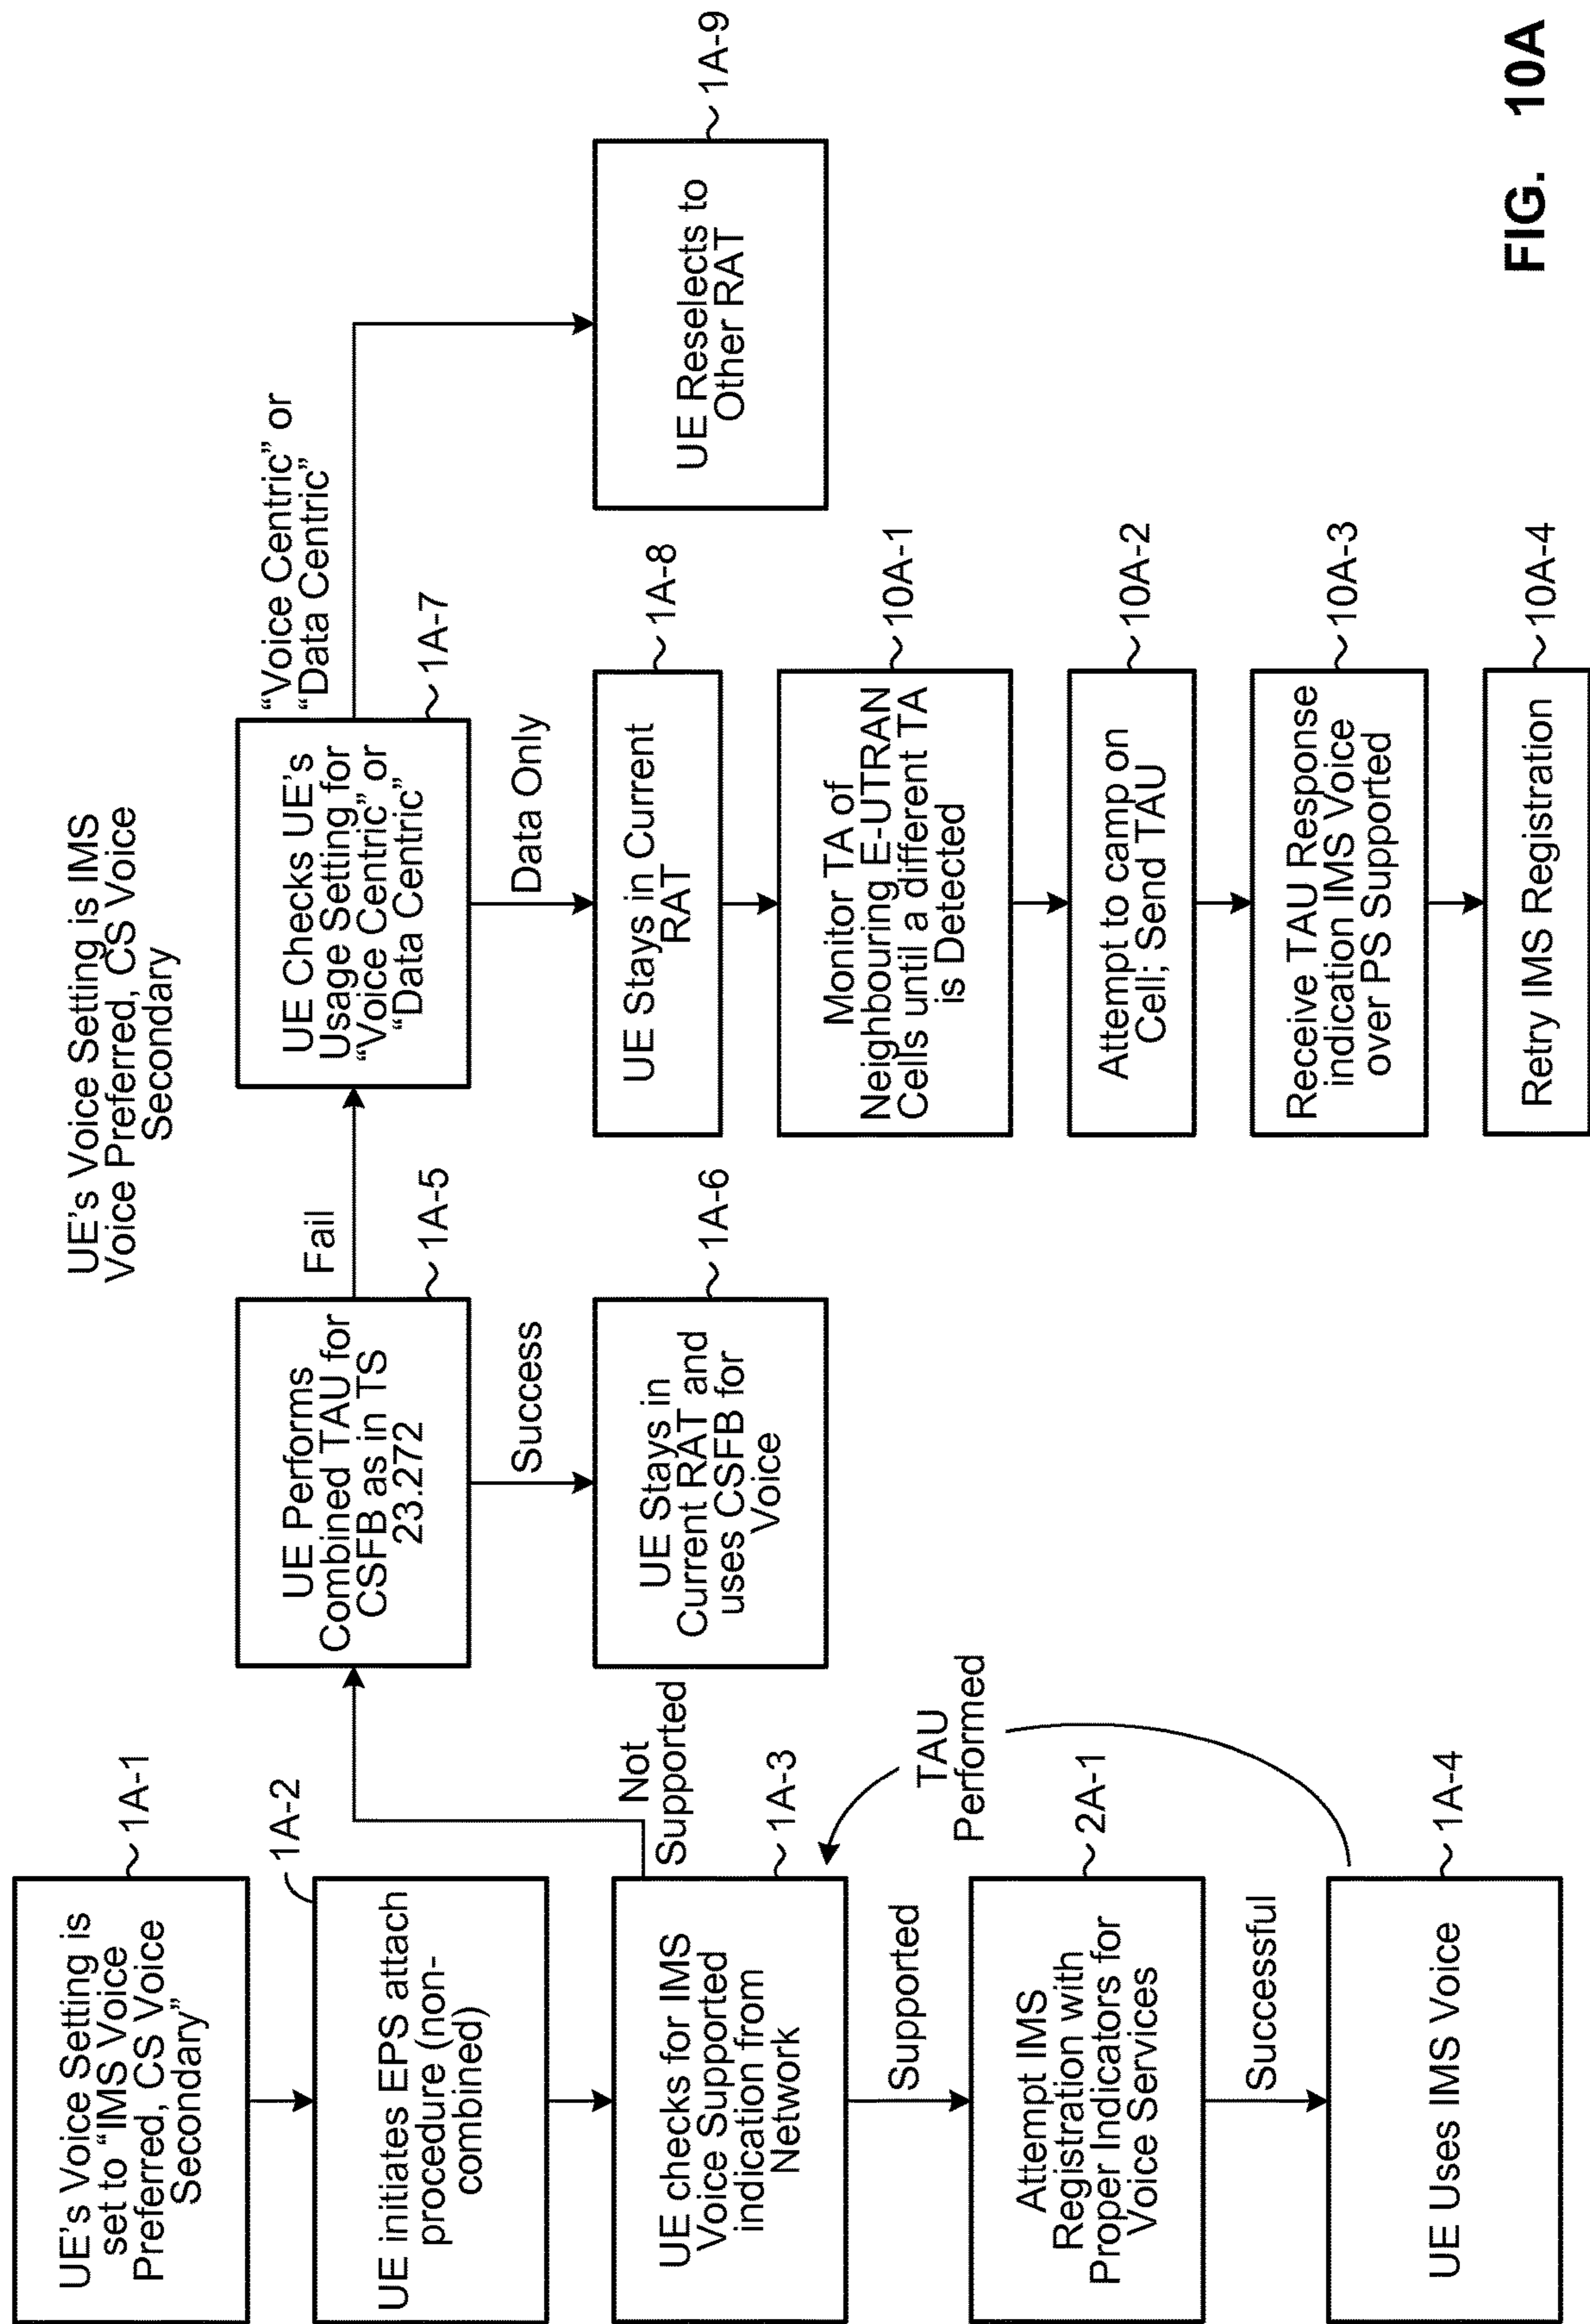 UE's Voice Setting is IMS
Voice Preferred, CS Voice
Secondary
UE's Voice Setting is
set to “IMS Voice
Preferred, CS Voice
Secondary”
1A-1
1A-2
UE initiates EPS attach
procedure (non-
combined)
UE checks for IMS
Voice Supported
indication from
Network
1A-3
Not
Supported
Supported
TAU
Performed
Attempt IMS
Registration with
Proper Indicators for
Voice Services
2A-1
Successful
UE Uses IMS Voice
1A-4
UE Performs
Combined TAU for
CSFB as in TS
23.272
1A-5
Fail
Success
UE Stays in
Current RAT and
uses CSFB for
Voice
1A-6
UE Checks UE's
Usage Setting for
“Voice Centric” or
“Data Centric”
1A-7
“Voice Centric” or
“Data Centric”
Data Only
UE Stays in Current
RAT
1A-8
UE Reselects to
Other RAT
1A-9
Monitor TA of
Neighbouring E-UTRAN
Cells until a different TA
is Detected
10A-1
Attempt to camp on
Cell; Send TAU
10A-2
Receive TAU Response
indication IMS Voice
over PS Supported
10A-3
Retry IMS Registration
10A-4
FIG. 10A